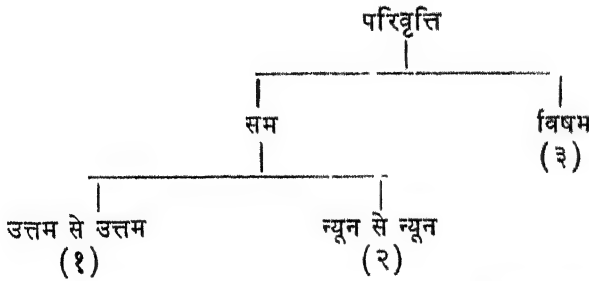 परिवृत्ति
सम विषम
(३)
उत्तम से उत्तम न्यून से न्यून
(१) (२)